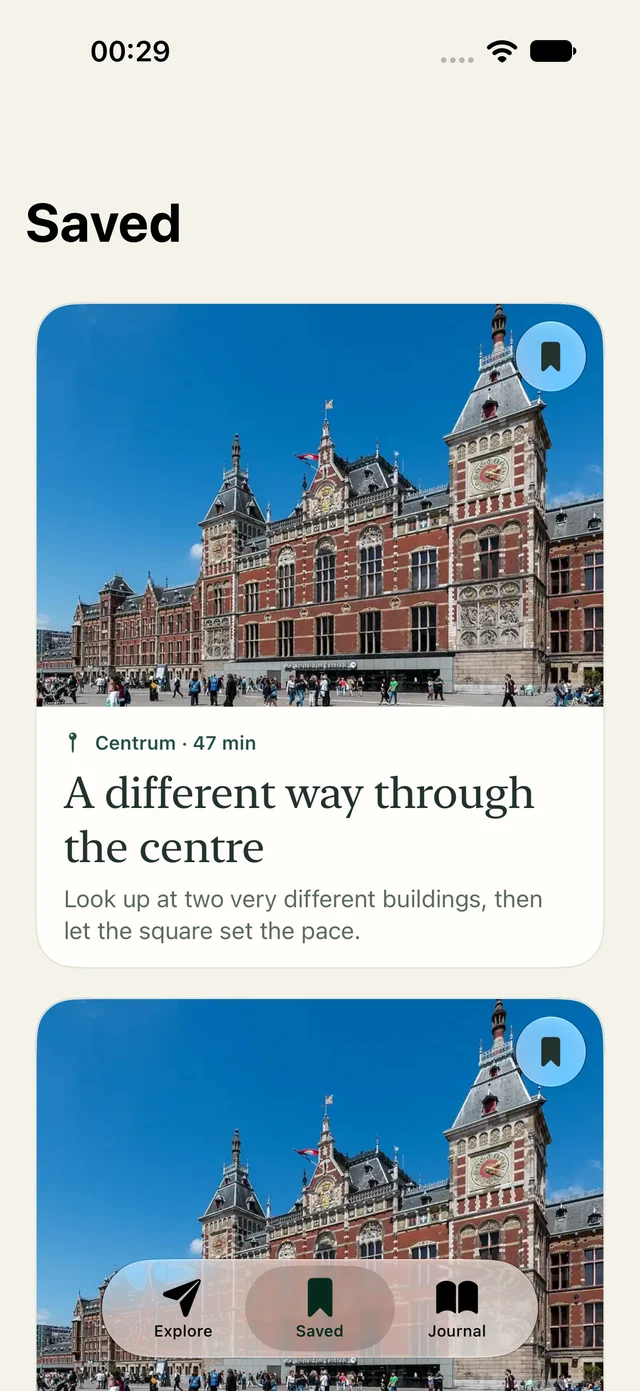 00:29
Saved
Centrum · 47 min
A different way through
the centre
Look up at two very different buildings, then
let the square set the pace.
Explore
Saved
Journal